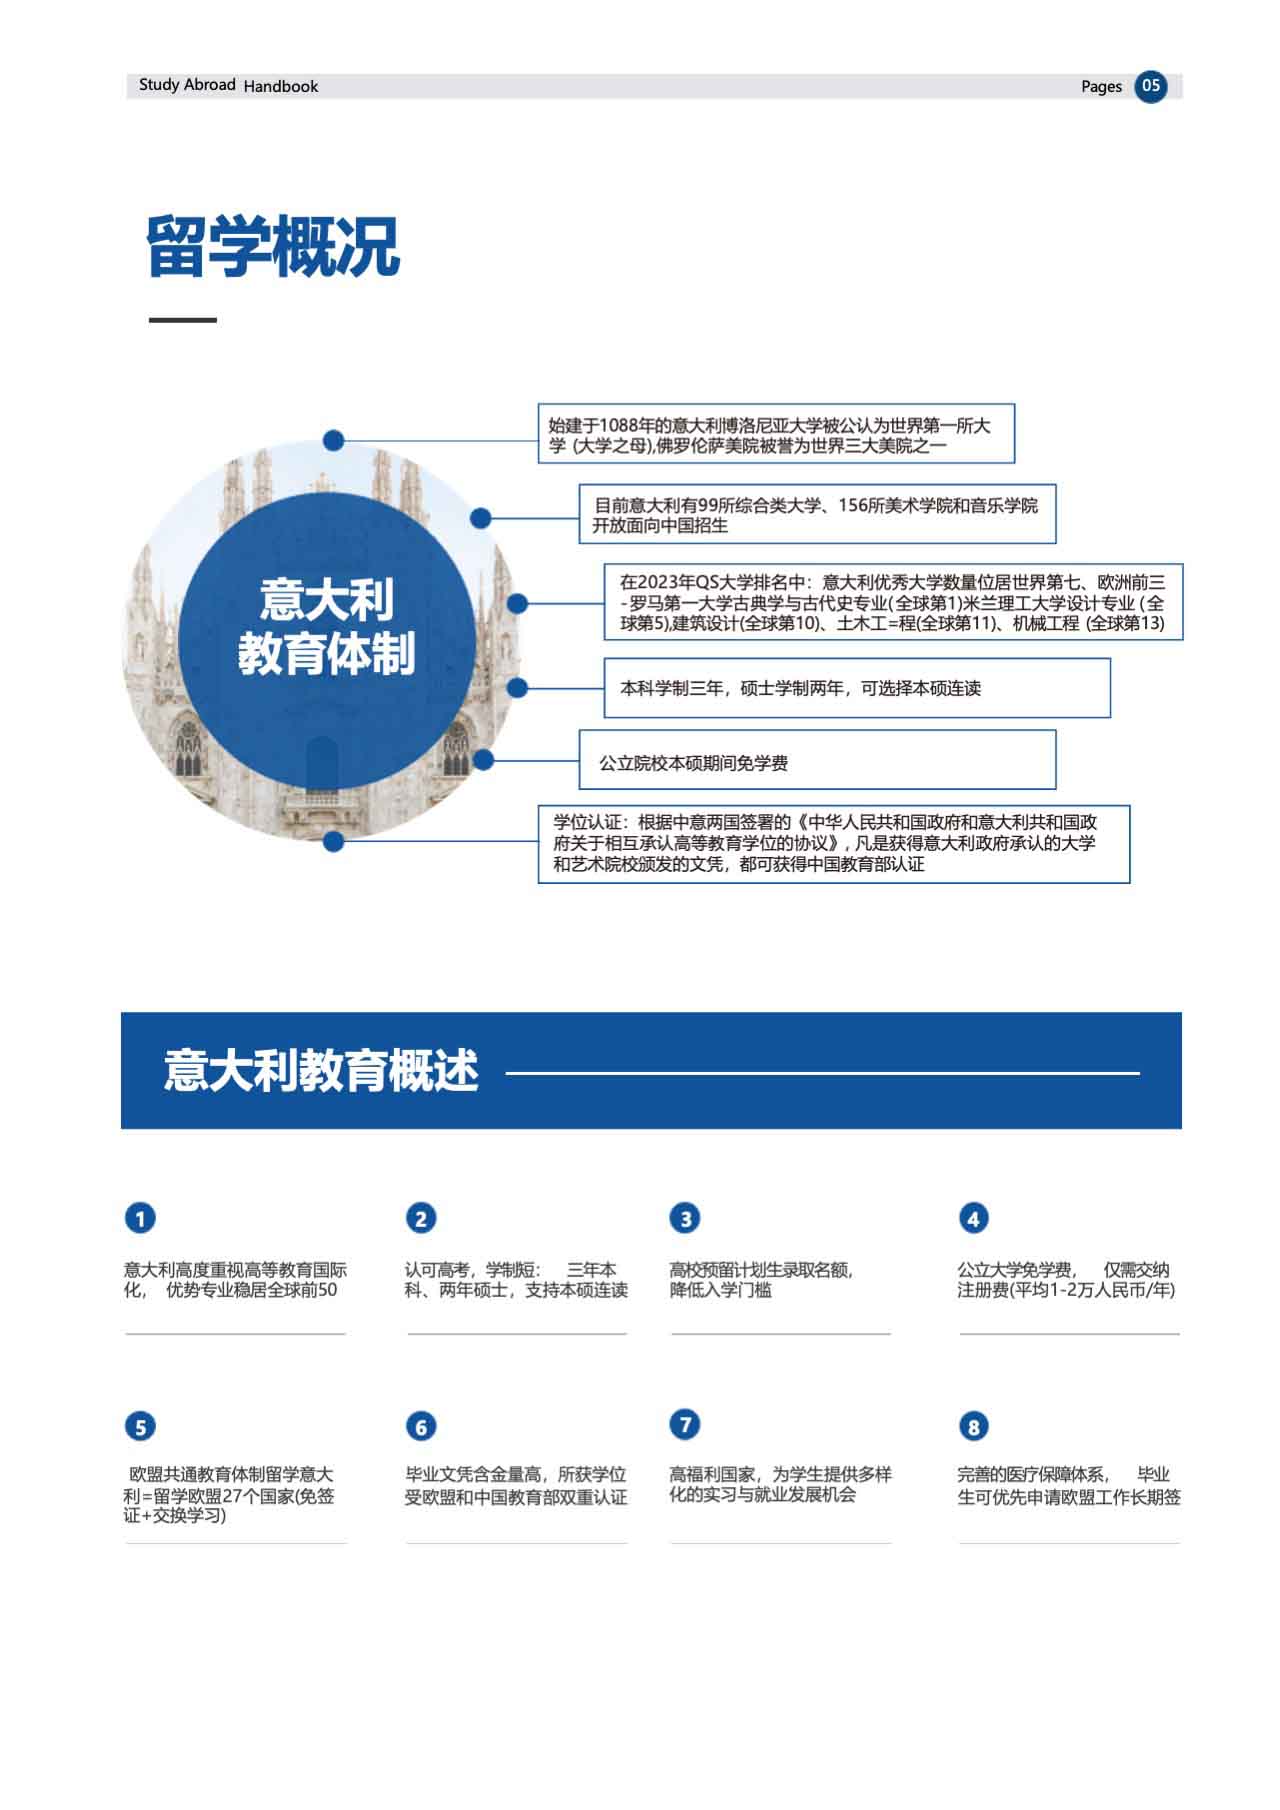 Study Abroad Handbook
Pages 05
留学概况
意大利
教育体制
始建于1088年的意大利博洛尼亚大学被公认为世界第一所大
学 (大学之母),佛罗伦萨美院被誉为世界三大美院之一
目前意大利有99所综合类大学、156所美术学院和音乐学院
开放面向中国招生
在2023年QS大学排名中：意大利优秀大学数量位居世界第七、欧洲前三
-罗马第一大学古典学与古代史专业(全球第1)米兰理工大学设计专业 (全
球第5),建筑设计(全球第10)、土木工=程(全球第11)、机械工程 (全球第13)
本科学制三年，硕士学制两年，可选择本硕连读
公立院校本硕期间免学费
学位认证：根据中意两国签署的《中华人民共和国政府和意大利共和国政
府关于相互承认高等教育学位的协议》, 凡是获得意大利政府承认的大学
和艺术院校颁发的文凭，都可获得中国教育部认证
意大利教育概述
1
意大利高度重视高等教育国际
化， 优势专业稳居全球前50
2
认可高考，学制短： 三年本
科、两年硕士，支持本硕连读
3
高校预留计划生录取名额，
降低入学门槛
4
公立大学免学费， 仅需交纳
注册费(平均1-2万人民币/年)
5
欧盟共通教育体制留学意大
利=留学欧盟27个国家(免签
证+交换学习)
6
毕业文凭含金量高，所获学位
受欧盟和中国教育部双重认证
7
高福利国家，为学生提供多样
化的实习与就业发展机会
8
完善的医疗保障体系， 毕业
生可优先申请欧盟工作长期签